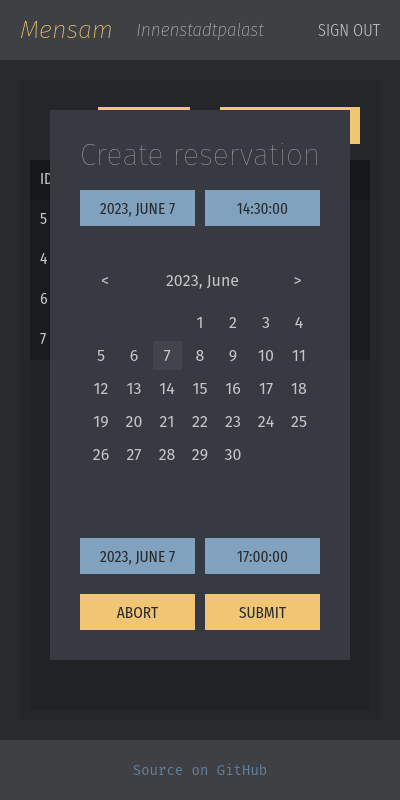 Mensam Innenstadtpalast SIGN OUT
Create reservation
2023, JUNE 7 14:30:00
ID
< 2023, June >
5
1 2 3 4
4
5 6 7 8 9 10 11
6
12 13 14 15 16 17 18
7
19 20 21 22 23 24 25
26 27 28 29 30
2023, JUNE 7 17:00:00
ABORT SUBMIT
Source on GitHub